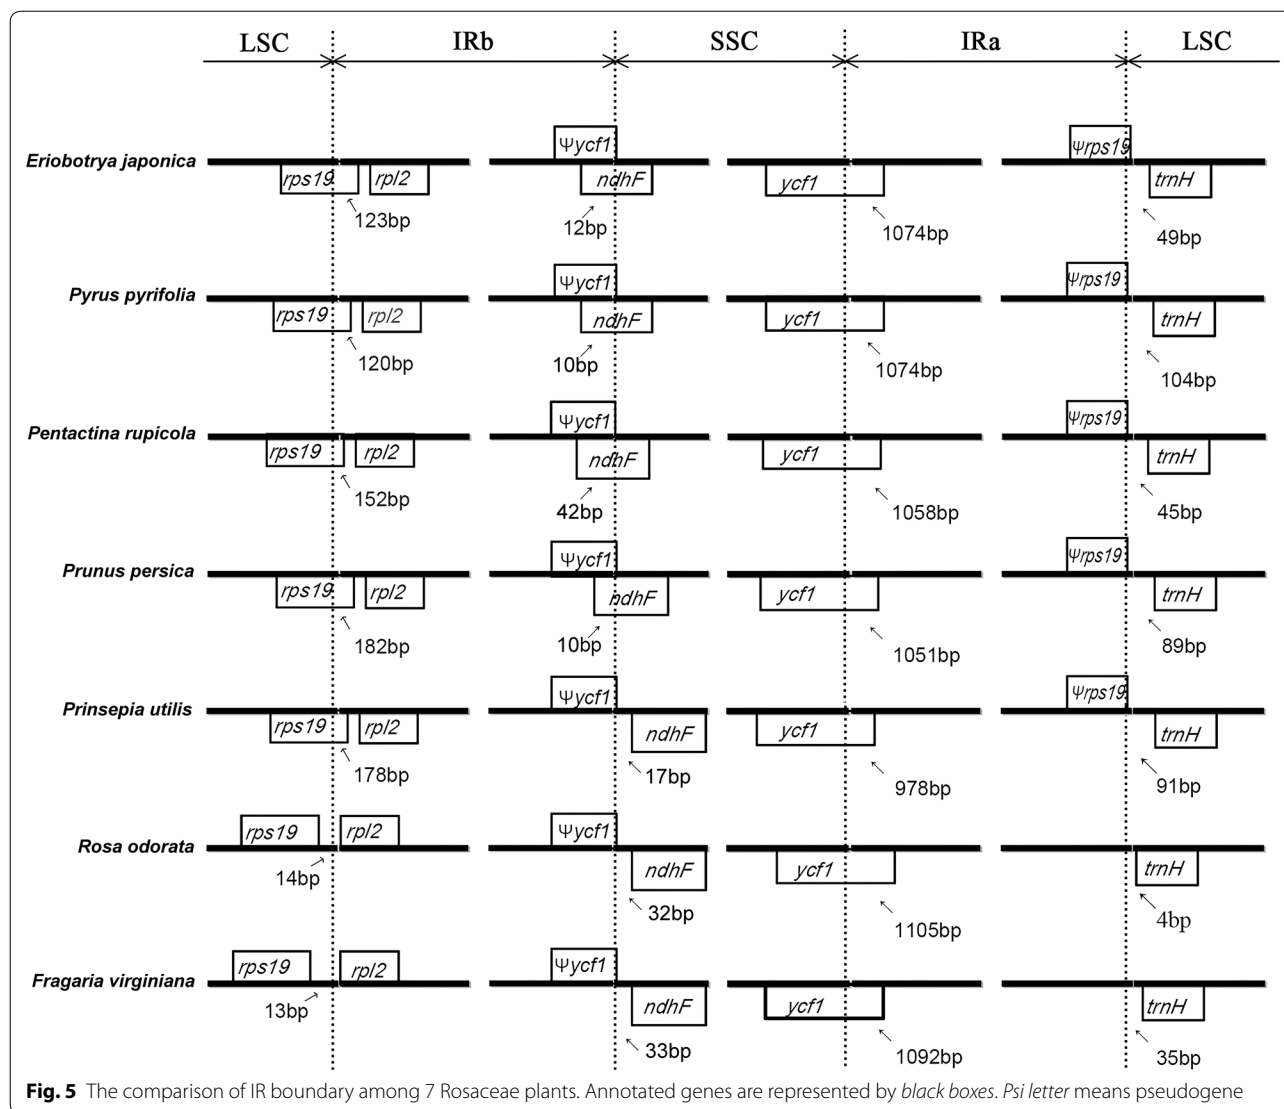 LSC IRb SSC IRa LSC
Ψycf1 Ψrps19
Eriobotrya japonica
rps19 rpl2 ndhF ycf1 trnH
123bp 12bp 1074bp 49bp
Ψycf1 Ψrps19
Pyrus pyrifolia
rps19 rpl2 ndhF ycf1 trnH
120bp 10bp 1074bp 104bp
Ψycf1 Ψrps19
Pentactina rupicola
rps19 rpl2 ndhF ycf1 trnH
152bp 42bp 1058bp 45bp
Ψycf1 Ψrps19
Prunus persica
rps19 rpl2 ndhF ycf1 trnH
182bp 10bp 1051bp 89bp
Ψycf1 Ψrps19
Prinsepia utilis
rps19 rpl2 ndhF ycf1 trnH
178bp 17bp 978bp 91bp
rps19 rpl2 Ψycf1
Rosa odorata
ndhF ycf1 trnH
14bp 32bp 1105bp 4bp
rps19 rpl2 Ψycf1
Fragaria virginiana
ndhF ycf1 trnH
13bp 33bp 1092bp 35bp
Fig. 5 The comparison of IR boundary among 7 Rosaceae plants. Annotated genes are represented by black boxes. Psi letter means pseudogene